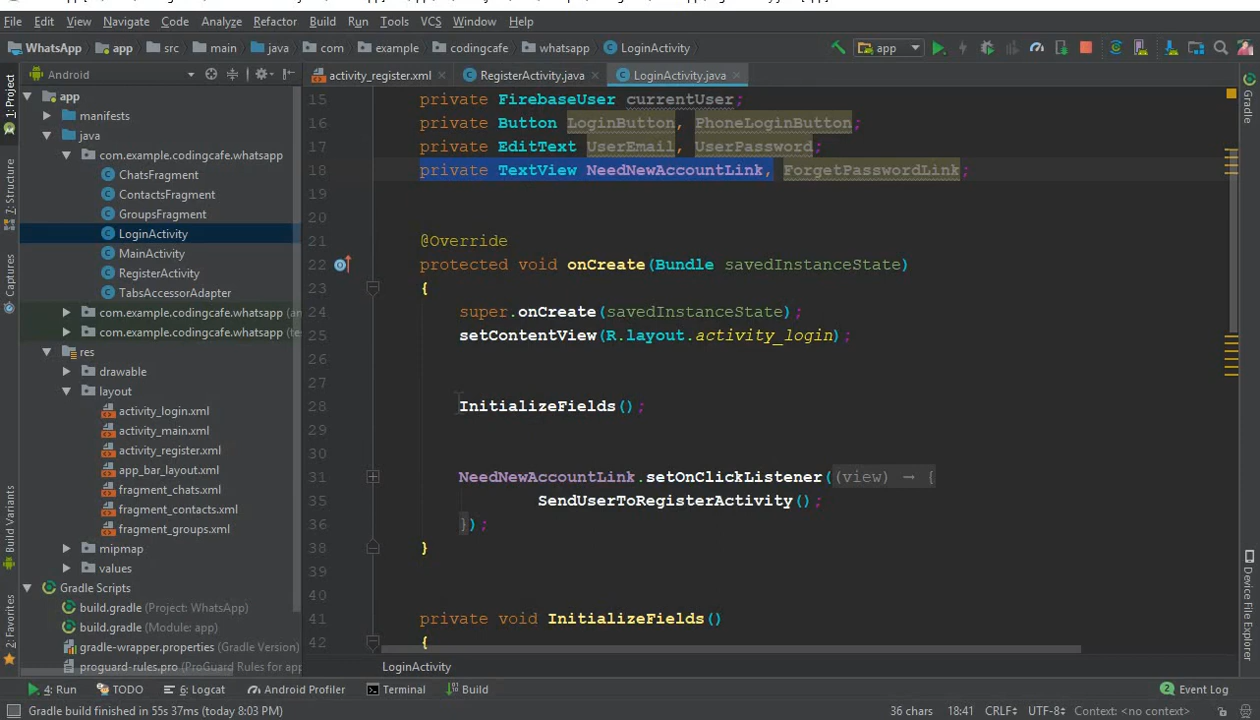 File Edit View Navigate Code Analyze Refactor Build Run Tools VCS Window Help
WhatsApp app src main java com example codingcafe whatsapp LoginActivity app
Android activity_register.xml RegisterActivity.java LoginActivity.java
1: Project
7: Structure
Captures
Build Variants
2: Favorites
app
manifests
java
com.example.codingcafe.whatsapp
ChatsFragment
ContactsFragment
GroupsFragment
LoginActivity
MainActivity
RegisterActivity
TabsAccessorAdapter
com.example.codingcafe.whatsapp (an
com.example.codingcafe.whatsapp (te
res
drawable
layout
activity_login.xml
activity_main.xml
activity_register.xml
app_bar_layout.xml
fragment_chats.xml
fragment_contacts.xml
fragment_groups.xml
mipmap
values
Gradle Scripts
build.gradle (Project: WhatsApp)
build.gradle (Module: app)
gradle-wrapper.properties (Gradle Version)
proguard-rules.pro (ProGuard Rules for app
15 private FirebaseUser currentUser;
16 private Button LoginButton, PhoneLoginButton;
17 private EditText UserEmail, UserPassword;
18 private TextView NeedNewAccountLink, ForgetPasswordLink;
19
20
21 @Override
22 protected void onCreate(Bundle savedInstanceState)
23 {
24 super.onCreate(savedInstanceState);
25 setContentView(R.layout.activity_login);
26
27
28 InitializeFields();
29
30
31 NeedNewAccountLink.setOnClickListener((view) → {
35 SendUserToRegisterActivity();
36 });
38 }
39
40
41 private void InitializeFields()
42 {
LoginActivity
Gradle
Device File Explorer
4: Run TODO 6: Logcat Android Profiler Terminal Build 2 Event Log
Gradle build finished in 55s 37ms (today 8:03 PM) 36 chars 18:41 CRLF UTF-8 Context: <no context>